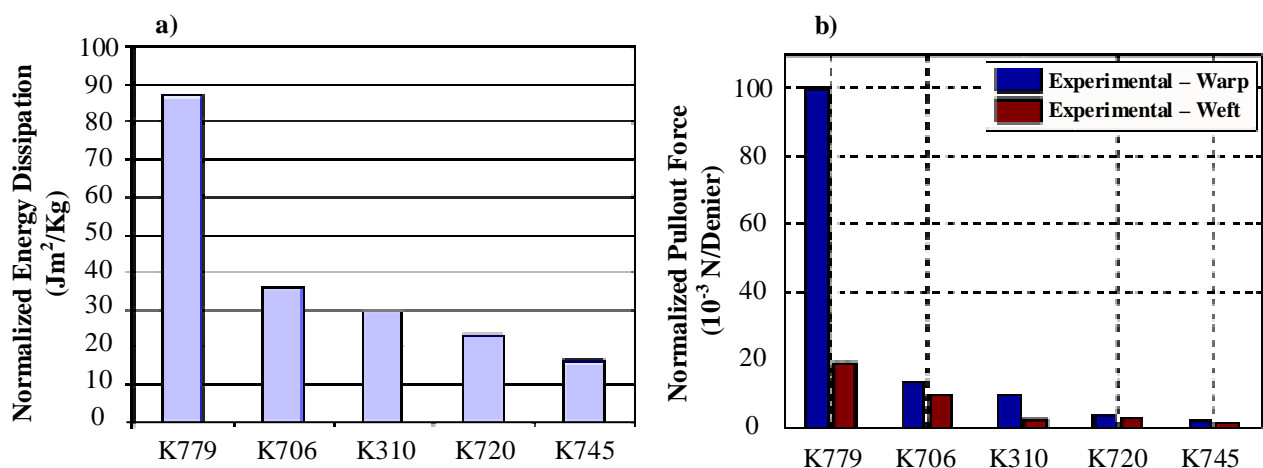 a)
Normalized Energy Dissipation
(Jm²/Kg)
100
90
80
70
60
50
40
30
20
10
0
K779 K706 K310 K720 K745
b)
Normalized Pullout Force
(10⁻³ N/Denier)
Experimental – Warp
Experimental – Weft
100
80
60
40
20
0
K779 K706 K310 K720 K745